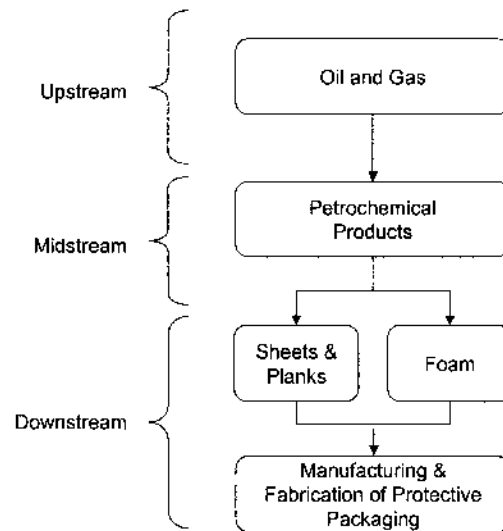 Upstream
Oil and Gas
Midstream
Petrochemical
Products
Downstream
Sheets &
Planks
Foam
Manufacturing &
Fabrication of Protective
Packaging